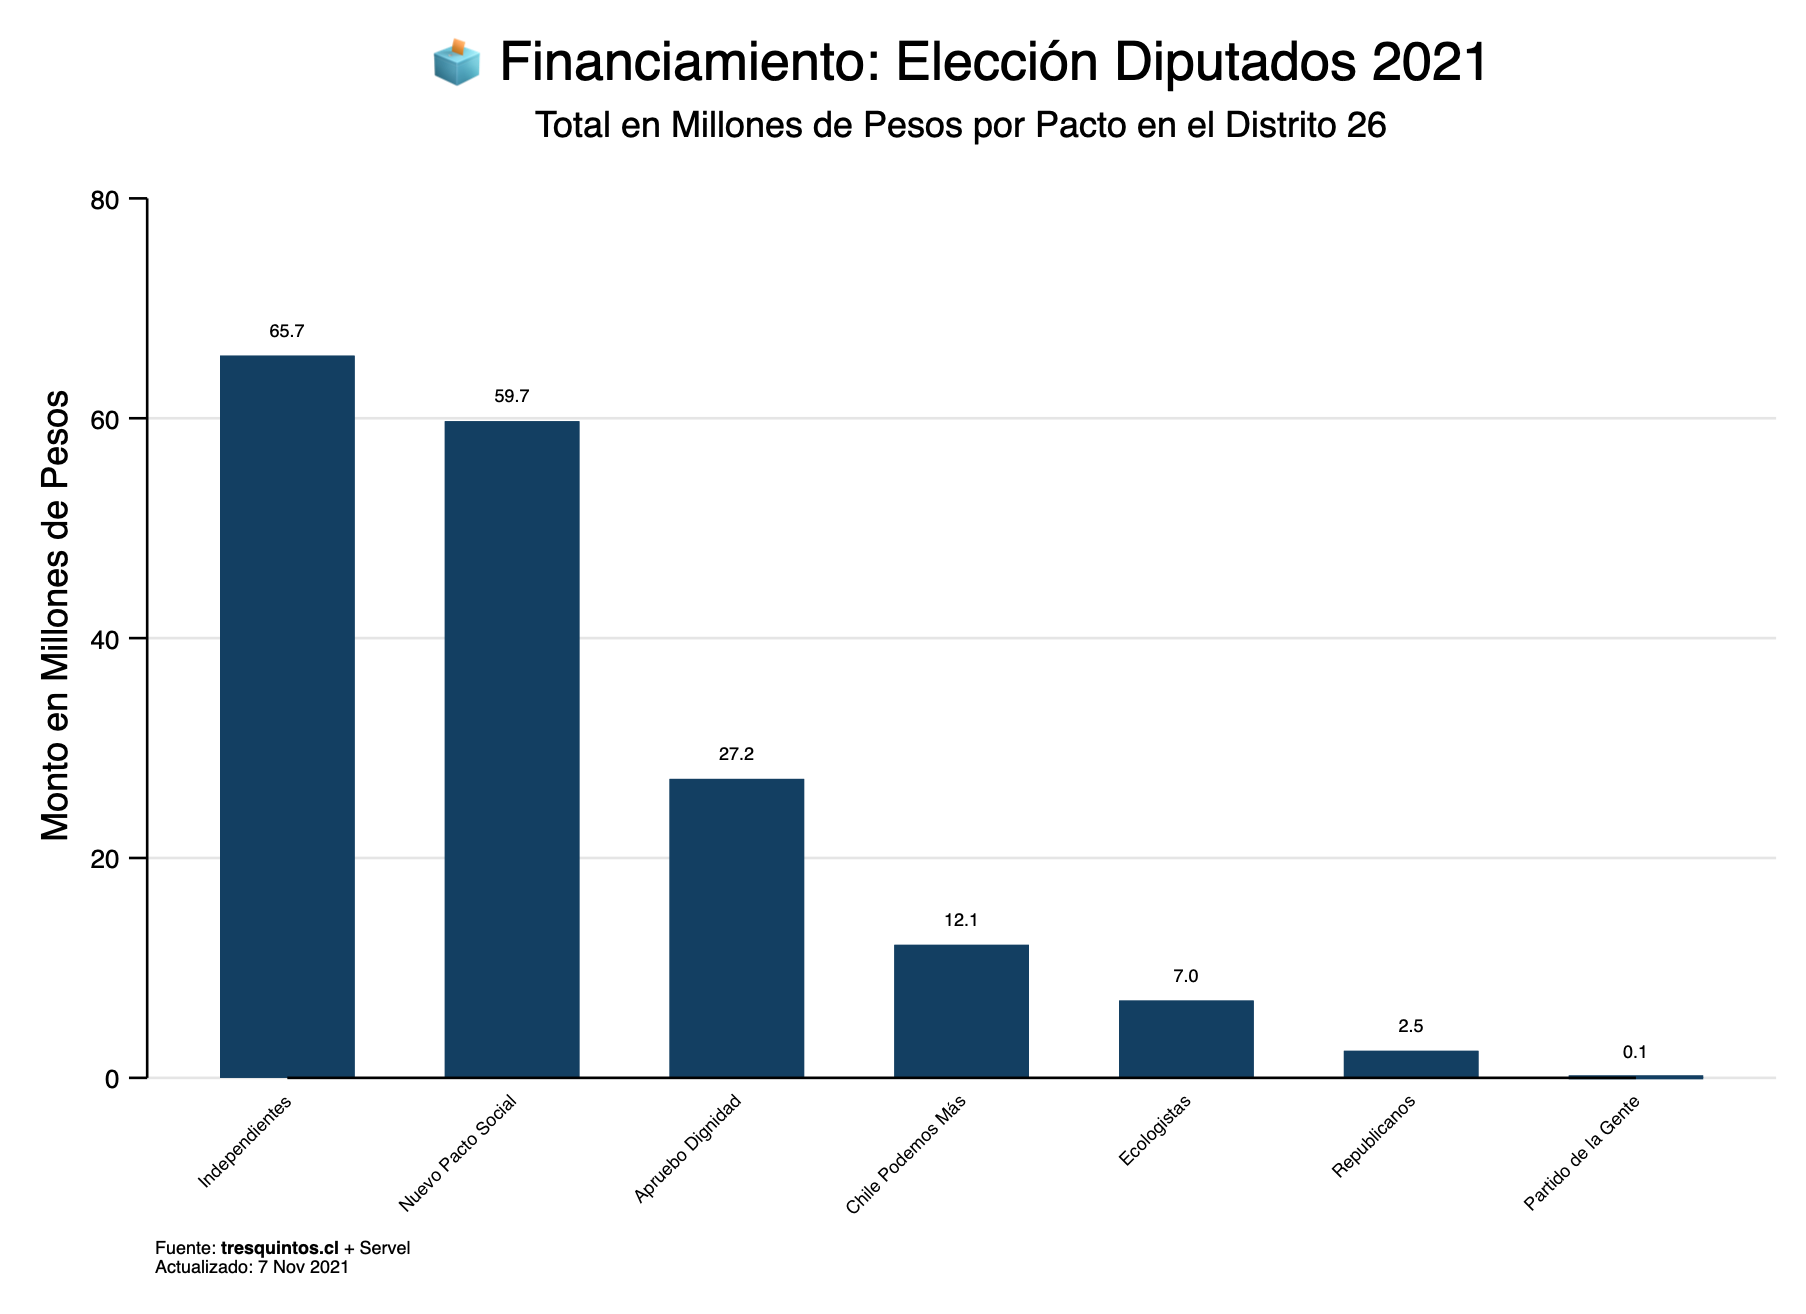 Financiamiento: Elección Diputados 2021
Total en Millones de Pesos por Pacto en el Distrito 26
Monto en Millones de Pesos
80
60
40
20
0
65.7
59.7
27.2
12.1
7.0
2.5
0.1
Independientes
Nuevo Pacto Social
Apruebo Dignidad
Chile Podemos Más
Ecologistas
Republicanos
Partido de la Gente
Fuente: tresquintos.cl + Servel
Actualizado: 7 Nov 2021